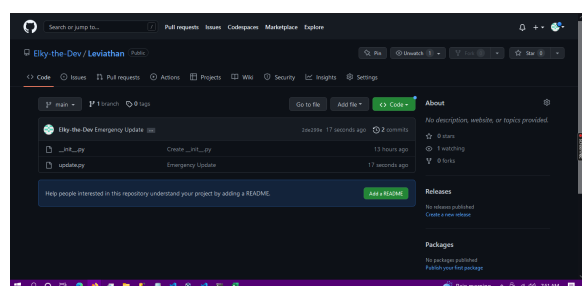 Search or jump to...
/
Pull requests Issues Codespaces Marketplace Explore
Elky-the-Dev / Leviathan Public
Pin
Unwatch 1
Fork 0
Star 0
Code
Issues
Pull requests
Actions
Projects
Wiki
Security
Insights
Settings
main
1 branch
0 tags
Go to file
Add file
Code
Elky-the-Dev Emergency Update
17 seconds ago
2 commits
__init__.py
Create __init__.py
13 hours ago
update.py
Emergency Update
17 seconds ago
Help people interested in this repository understand your project by adding a README.
Add a README
About
No description, website, or topics provided.
0 stars
1 watching
0 forks
Releases
No releases published
Create a new release
Packages
No packages published
Publish your first package